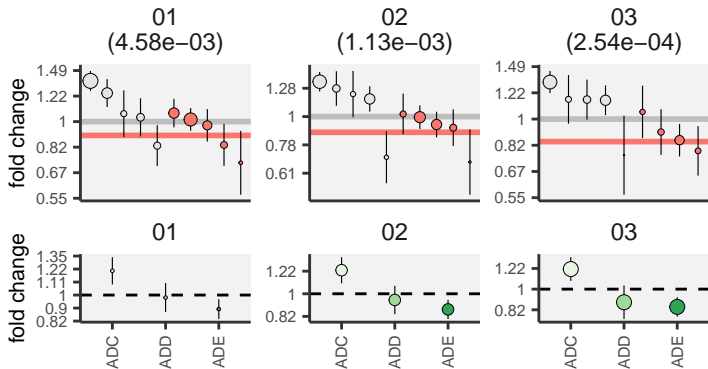 01
(4.58e−03)
02
(1.13e−03)
03
(2.54e−04)
fold change
1.49
1.22
1
0.82
0.67
0.55
1.28
1
0.78
0.61
1.49
1.22
1
0.82
0.67
0.55
01
02
03
fold change
1.35
1.22
1.11
1
0.9
0.82
1.22
1
0.82
1.22
1
0.82
ADC
ADD
ADE
ADC
ADD
ADE
ADC
ADD
ADE